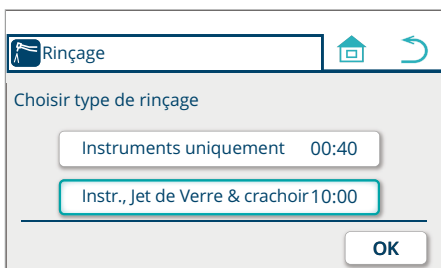 Rinçage
Choisir type de rinçage
Instruments uniquement 00:40
Instr., Jet de Verre & crachoir 10:00
OK